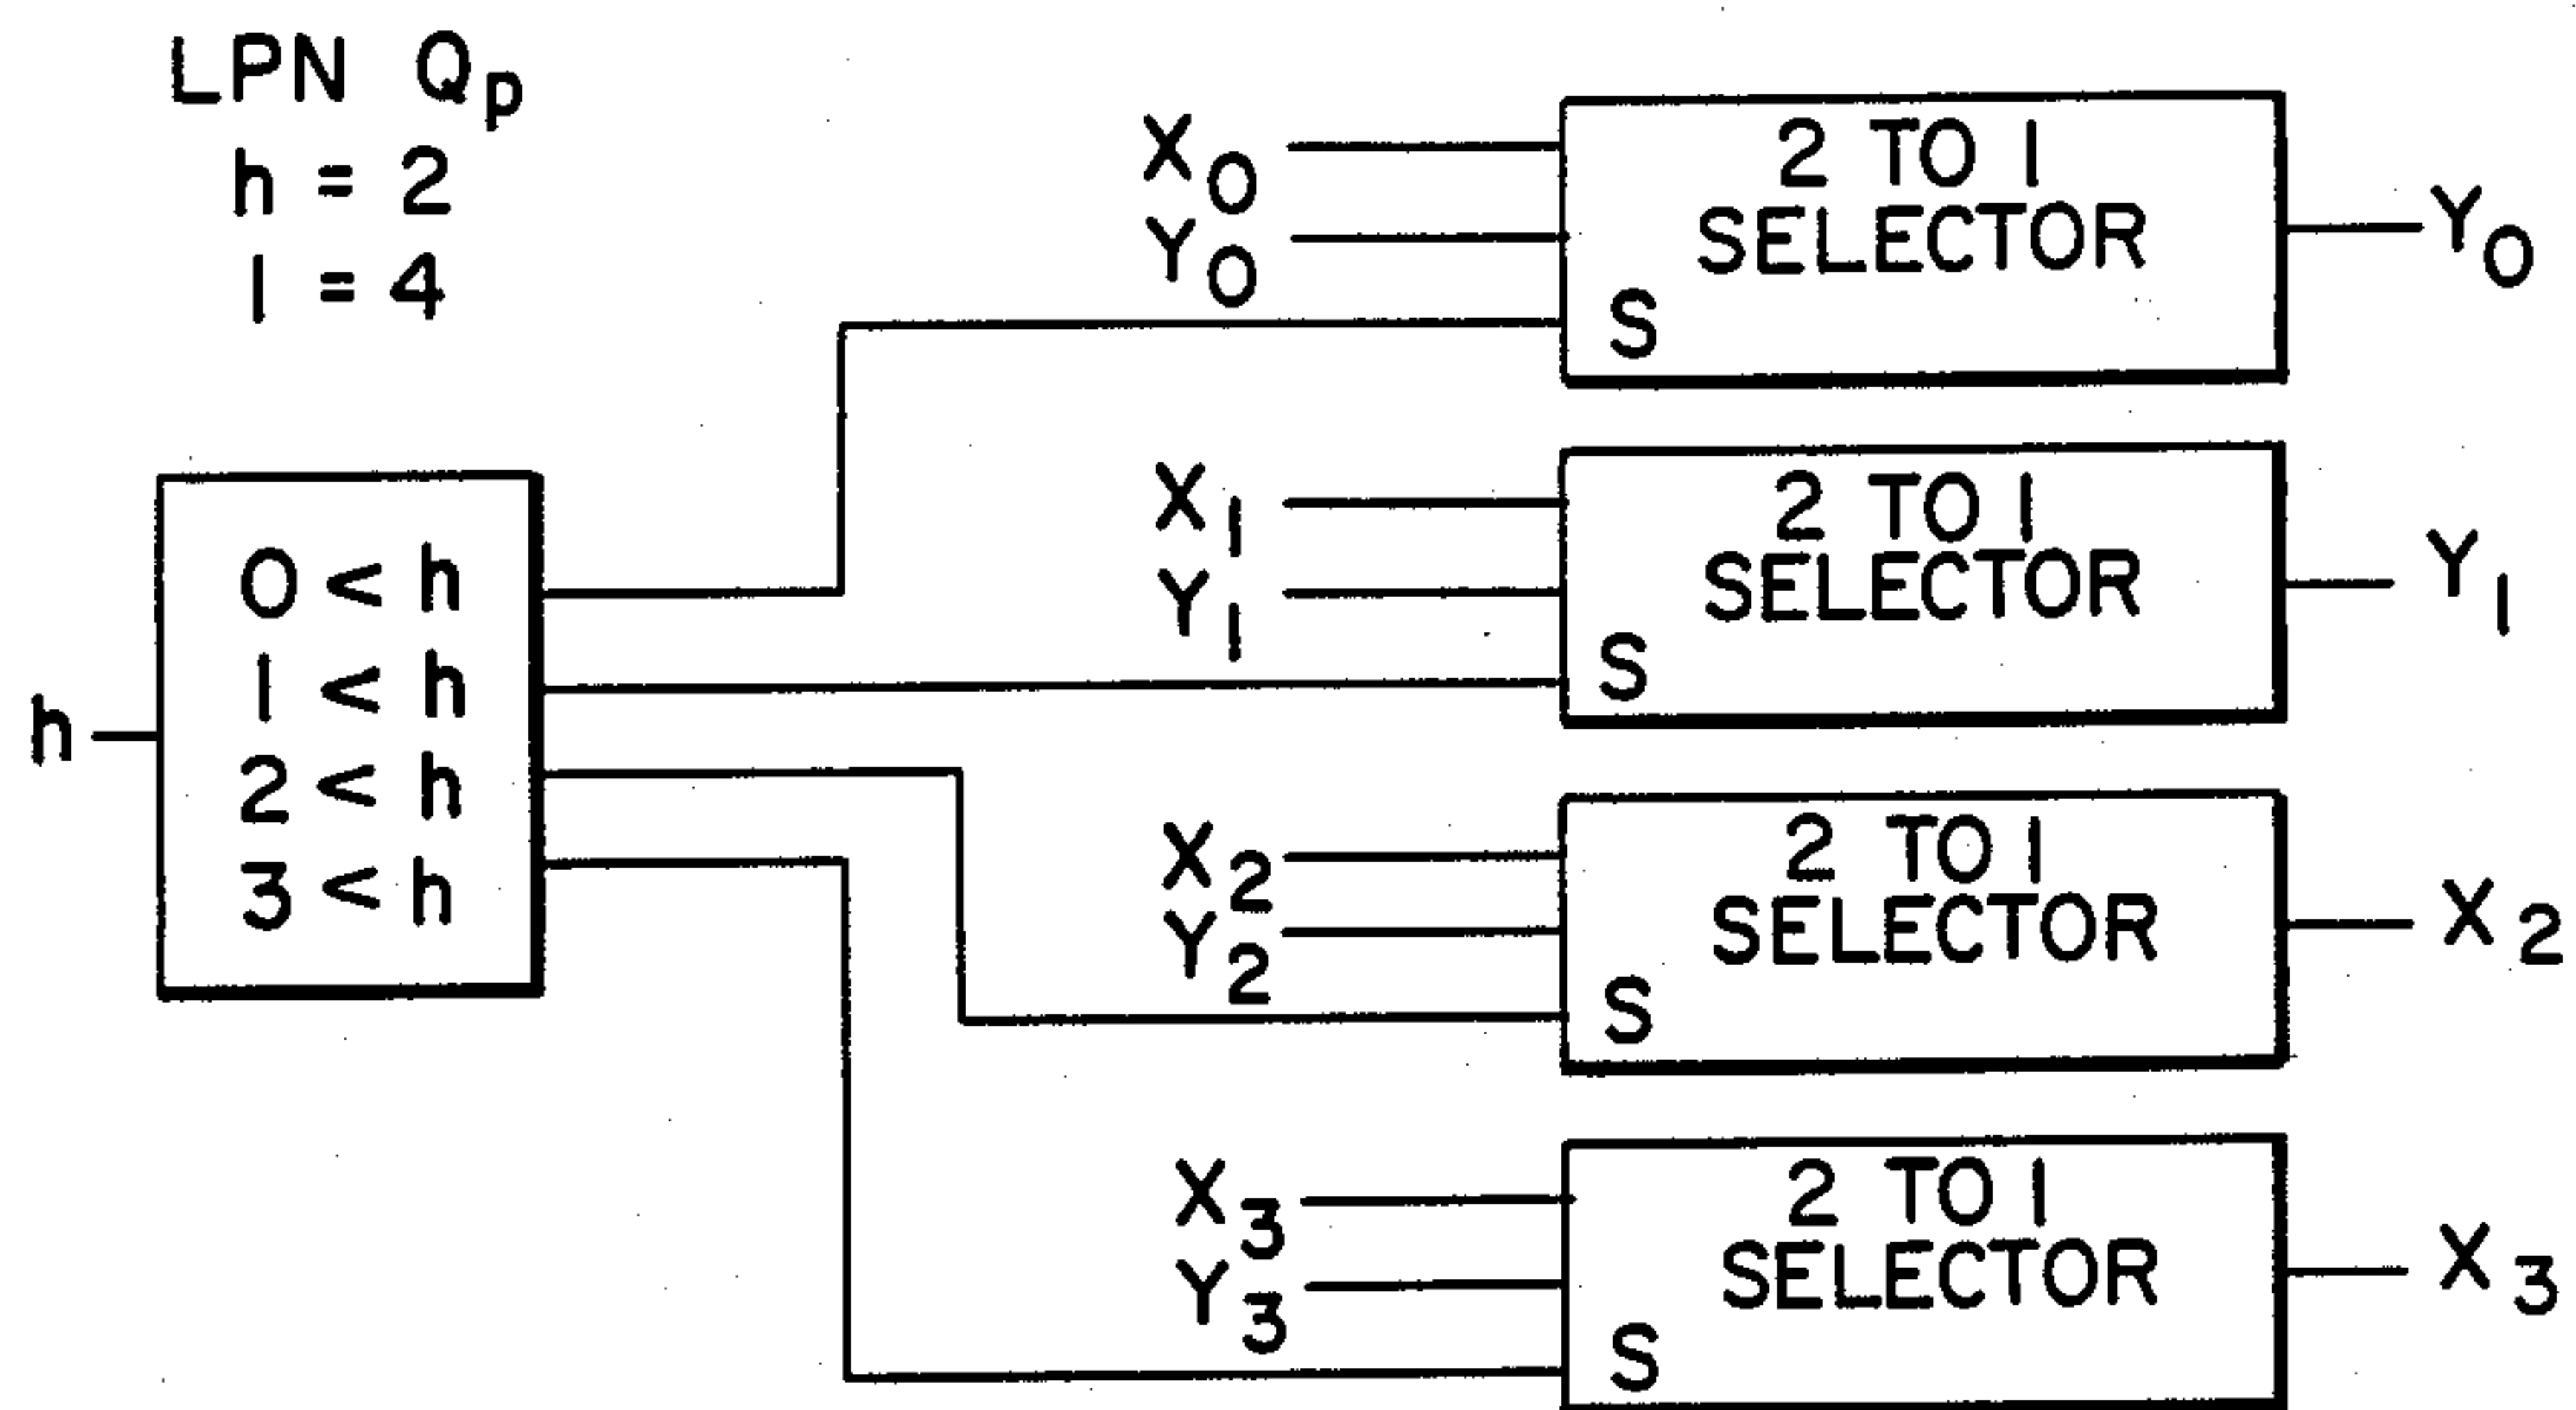 LPN Qp
h = 2
l = 4
h
0 < h
1 < h
2 < h
3 < h
X0
Y0
S
2 TO 1
SELECTOR
Y0
X1
Y1
S
2 TO 1
SELECTOR
Y1
X2
Y2
S
2 TO 1
SELECTOR
X2
X3
Y3
S
2 TO 1
SELECTOR
X3